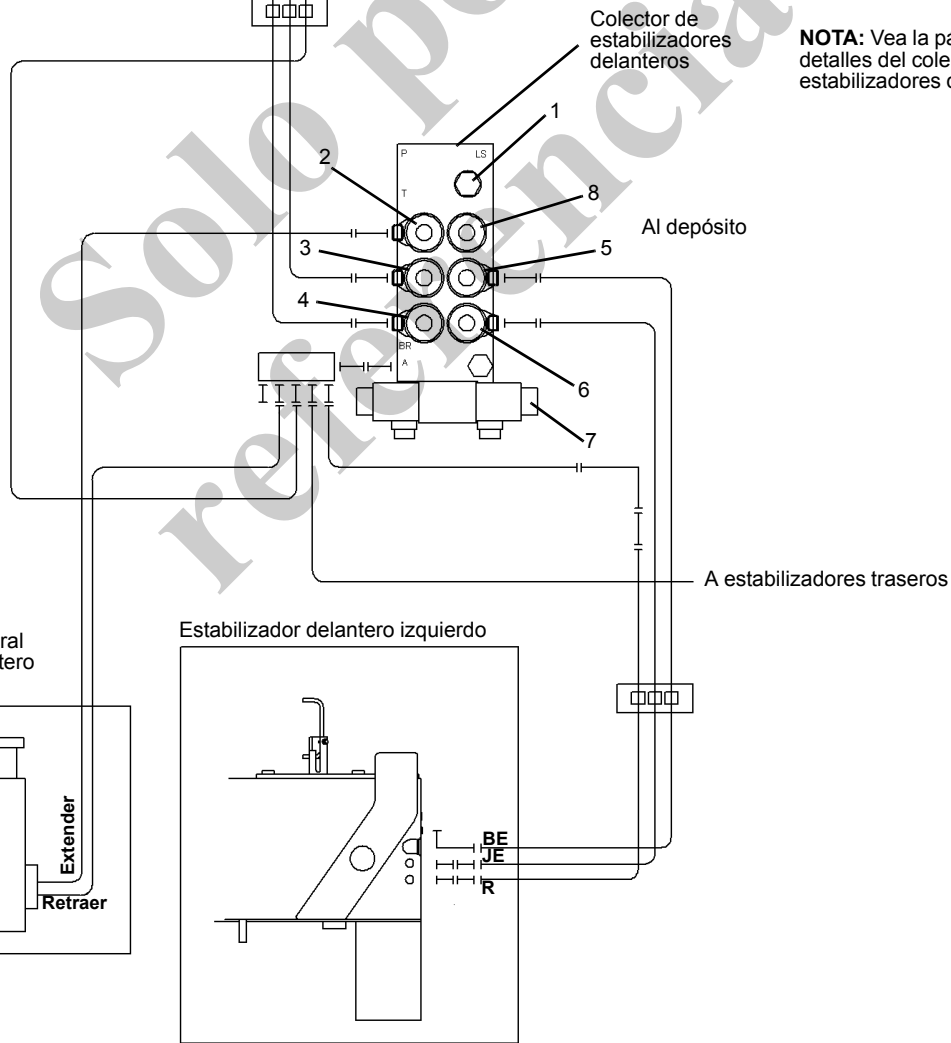 Colector de
estabilizadores
delanteros
NOTA: Vea la pa
detalles del cole
estabilizadores d
1
P
LS
2
T
8
Al depósito
3
5
4
BR
A
6
7
A estabilizadores traseros
Estabilizador delantero izquierdo
ral
tero
Extender
Retraer
BE
JE
R
Solo p
referencia